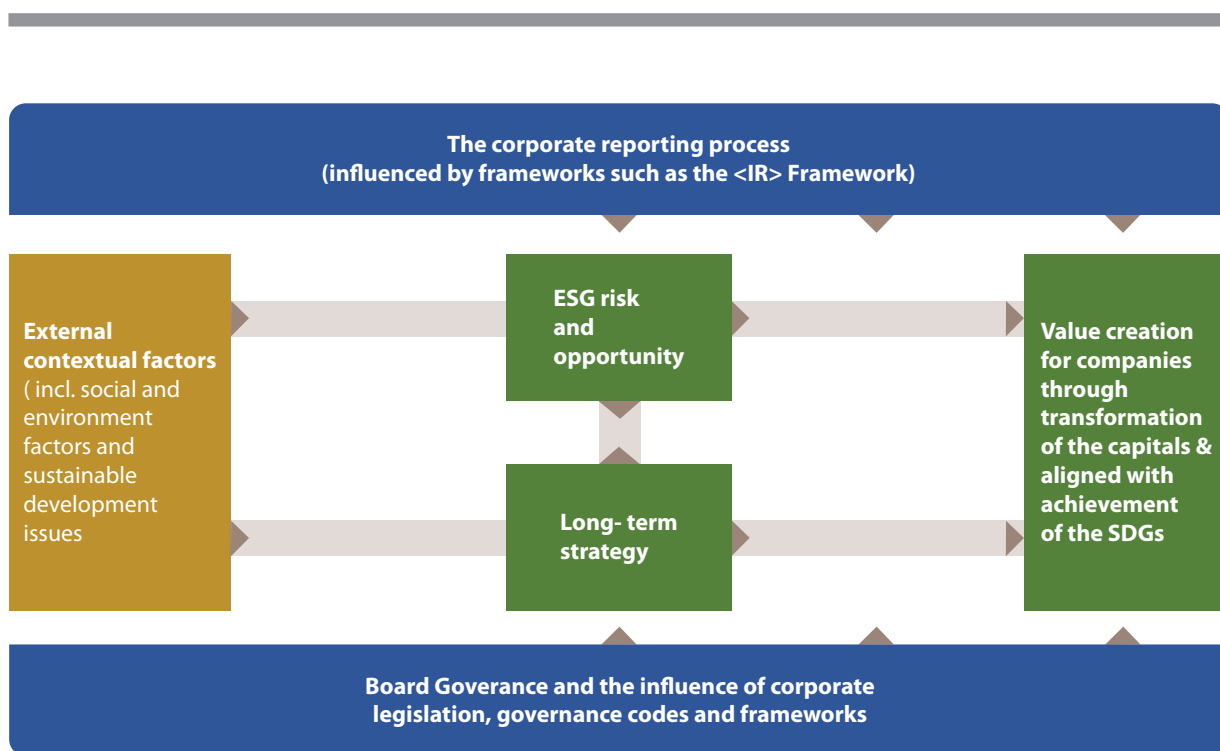 The corporate reporting process
(influenced by frameworks such as the <IR> Framework)
External
contextual factors
( incl. social and
environment
factors and
sustainable
development
issues
ESG risk
and
opportunity
Long- term
strategy
Value creation
for companies
through
transformation
of the capitals &
aligned with
achievement
of the SDGs
Board Goverance and the influence of corporate
legislation, governance codes and frameworks